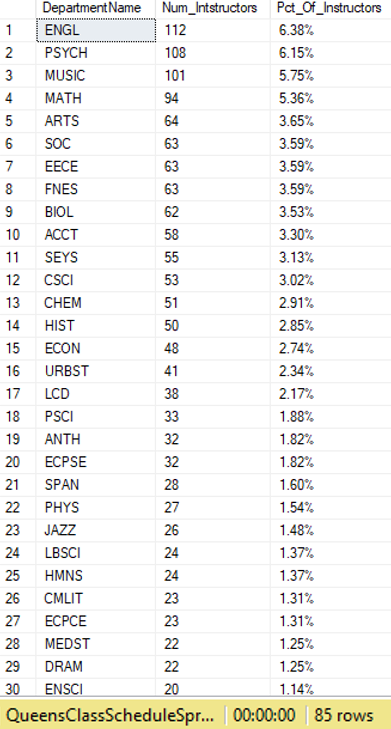 DepartmentName Num_Intstructors Pct_Of_Instructors
1 ENGL 112 6.38%
2 PSYCH 108 6.15%
3 MUSIC 101 5.75%
4 MATH 94 5.36%
5 ARTS 64 3.65%
6 SOC 63 3.59%
7 EECE 63 3.59%
8 FNES 63 3.59%
9 BIOL 62 3.53%
10 ACCT 58 3.30%
11 SEYS 55 3.13%
12 CSCI 53 3.02%
13 CHEM 51 2.91%
14 HIST 50 2.85%
15 ECON 48 2.74%
16 URBST 41 2.34%
17 LCD 38 2.17%
18 PSCI 33 1.88%
19 ANTH 32 1.82%
20 ECPSE 32 1.82%
21 SPAN 28 1.60%
22 PHYS 27 1.54%
23 JAZZ 26 1.48%
24 LBSCI 24 1.37%
25 HMNS 24 1.37%
26 CMLIT 23 1.31%
27 ECPCE 23 1.31%
28 MEDST 22 1.25%
29 DRAM 22 1.25%
30 ENSCI 20 1.14%
QueensClassScheduleSpr... 00:00:00 85 rows